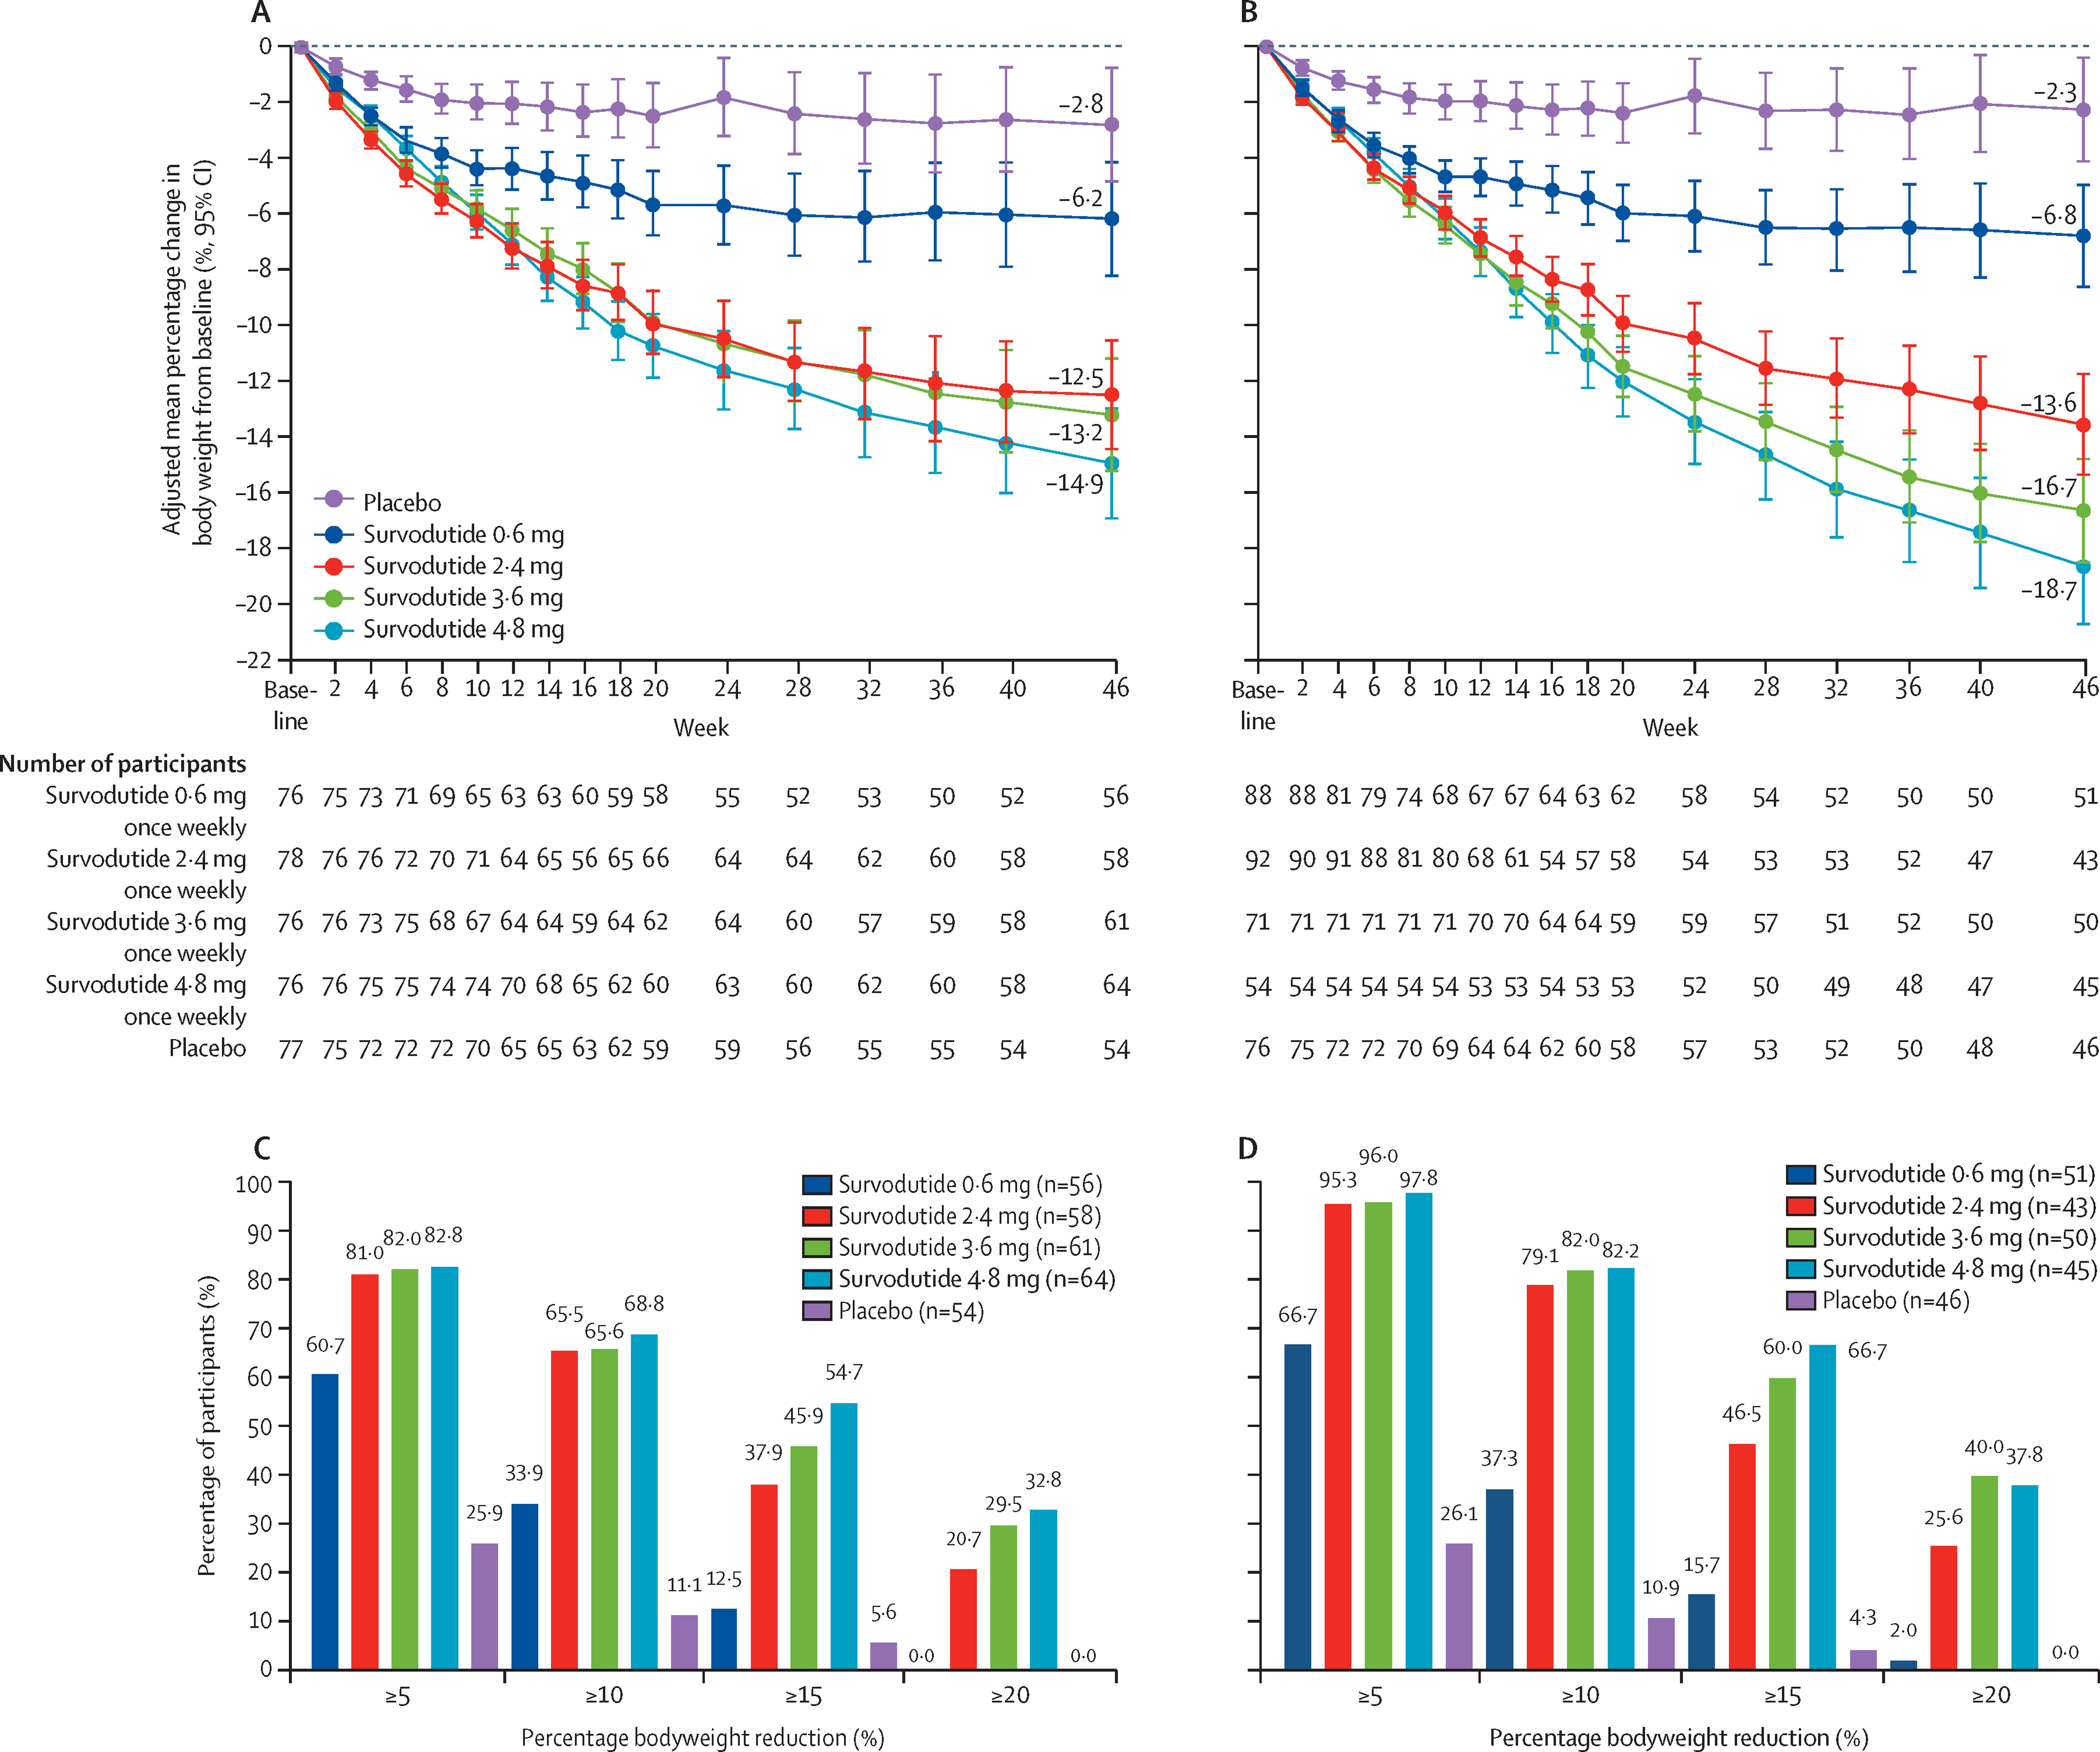 A
Adjusted mean percentage change in
body weight from baseline (%, 95% CI)
0
–2
–4
–6
–8
–10
–12
–14
–16
–18
–20
–22
–2·8
–6·2
–12·5
–13·2
–14·9
Placebo
Survodutide 0·6 mg
Survodutide 2·4 mg
Survodutide 3·6 mg
Survodutide 4·8 mg
Base- 2 4 6 8 10 12 14 16 18 20 24 28 32 36 40 46
line
Week
B
–2·3
–6·8
–13·6
–16·7
–18·7
Base- 2 4 6 8 10 12 14 16 18 20 24 28 32 36 40 46
line
Week
Number of participants
Survodutide 0·6 mg 76 75 73 71 69 65 63 63 60 59 58 55 52 53 50 52 56 88 88 81 79 74 68 67 67 64 63 62 58 54 52 50 50 51
once weekly
Survodutide 2·4 mg 78 76 76 72 70 71 64 65 56 65 66 64 64 62 60 58 58 92 90 91 88 81 80 68 61 54 57 58 54 53 53 52 47 43
once weekly
Survodutide 3·6 mg 76 76 73 75 68 67 64 64 59 64 62 64 60 57 59 58 61 71 71 71 71 71 71 70 70 64 64 59 59 57 51 52 50 50
once weekly
Survodutide 4·8 mg 76 76 75 75 74 74 70 68 65 62 60 63 60 62 60 58 64 54 54 54 54 54 54 53 53 54 53 53 52 50 49 48 47 45
once weekly
Placebo 77 75 72 72 72 70 65 65 63 62 59 59 56 55 55 54 54 76 75 72 72 70 69 64 64 62 60 58 57 53 52 50 48 46
C
Percentage of participants (%)
100
90
80
70
60
50
40
30
20
10
0
Survodutide 0·6 mg (n=56)
Survodutide 2·4 mg (n=58)
Survodutide 3·6 mg (n=61)
Survodutide 4·8 mg (n=64)
Placebo (n=54)
60·7 81·0 82·0 82·8 25·9
33·9 65·5 65·6 68·8 11·1
12·5 37·9 45·9 54·7 5·6
0·0 20·7 29·5 32·8 0·0
≥5 ≥10 ≥15 ≥20
Percentage bodyweight reduction (%)
D
Survodutide 0·6 mg (n=51)
Survodutide 2·4 mg (n=43)
Survodutide 3·6 mg (n=50)
Survodutide 4·8 mg (n=45)
Placebo (n=46)
66·7 95·3 96·0 97·8 26·1
37·3 79·1 82·0 82·2 10·9
15·7 46·5 60·0 66·7 4·3
2·0 25·6 40·0 37·8 0·0
≥5 ≥10 ≥15 ≥20
Percentage bodyweight reduction (%)